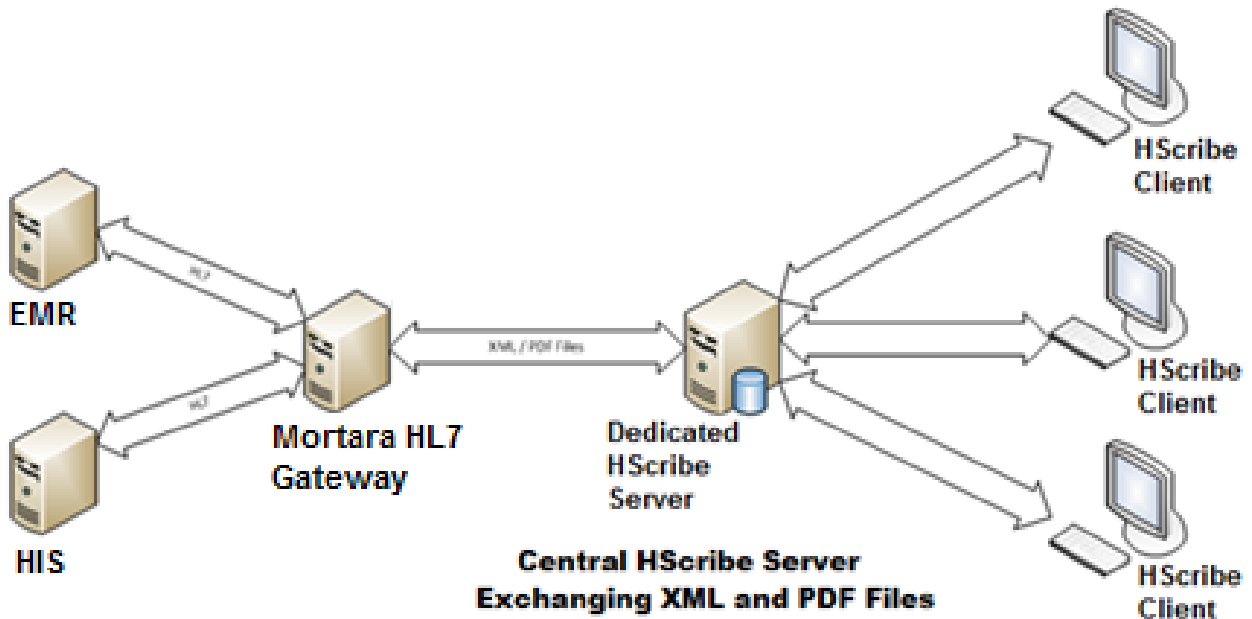 HScribe
Client
HL7
EMR
XML / PDF Files
HScribe
Client
HL7
Mortara HL7
Gateway
Dedicated
HScribe
Server
HIS
Central HScribe Server
Exchanging XML and PDF Files
HScribe
Client